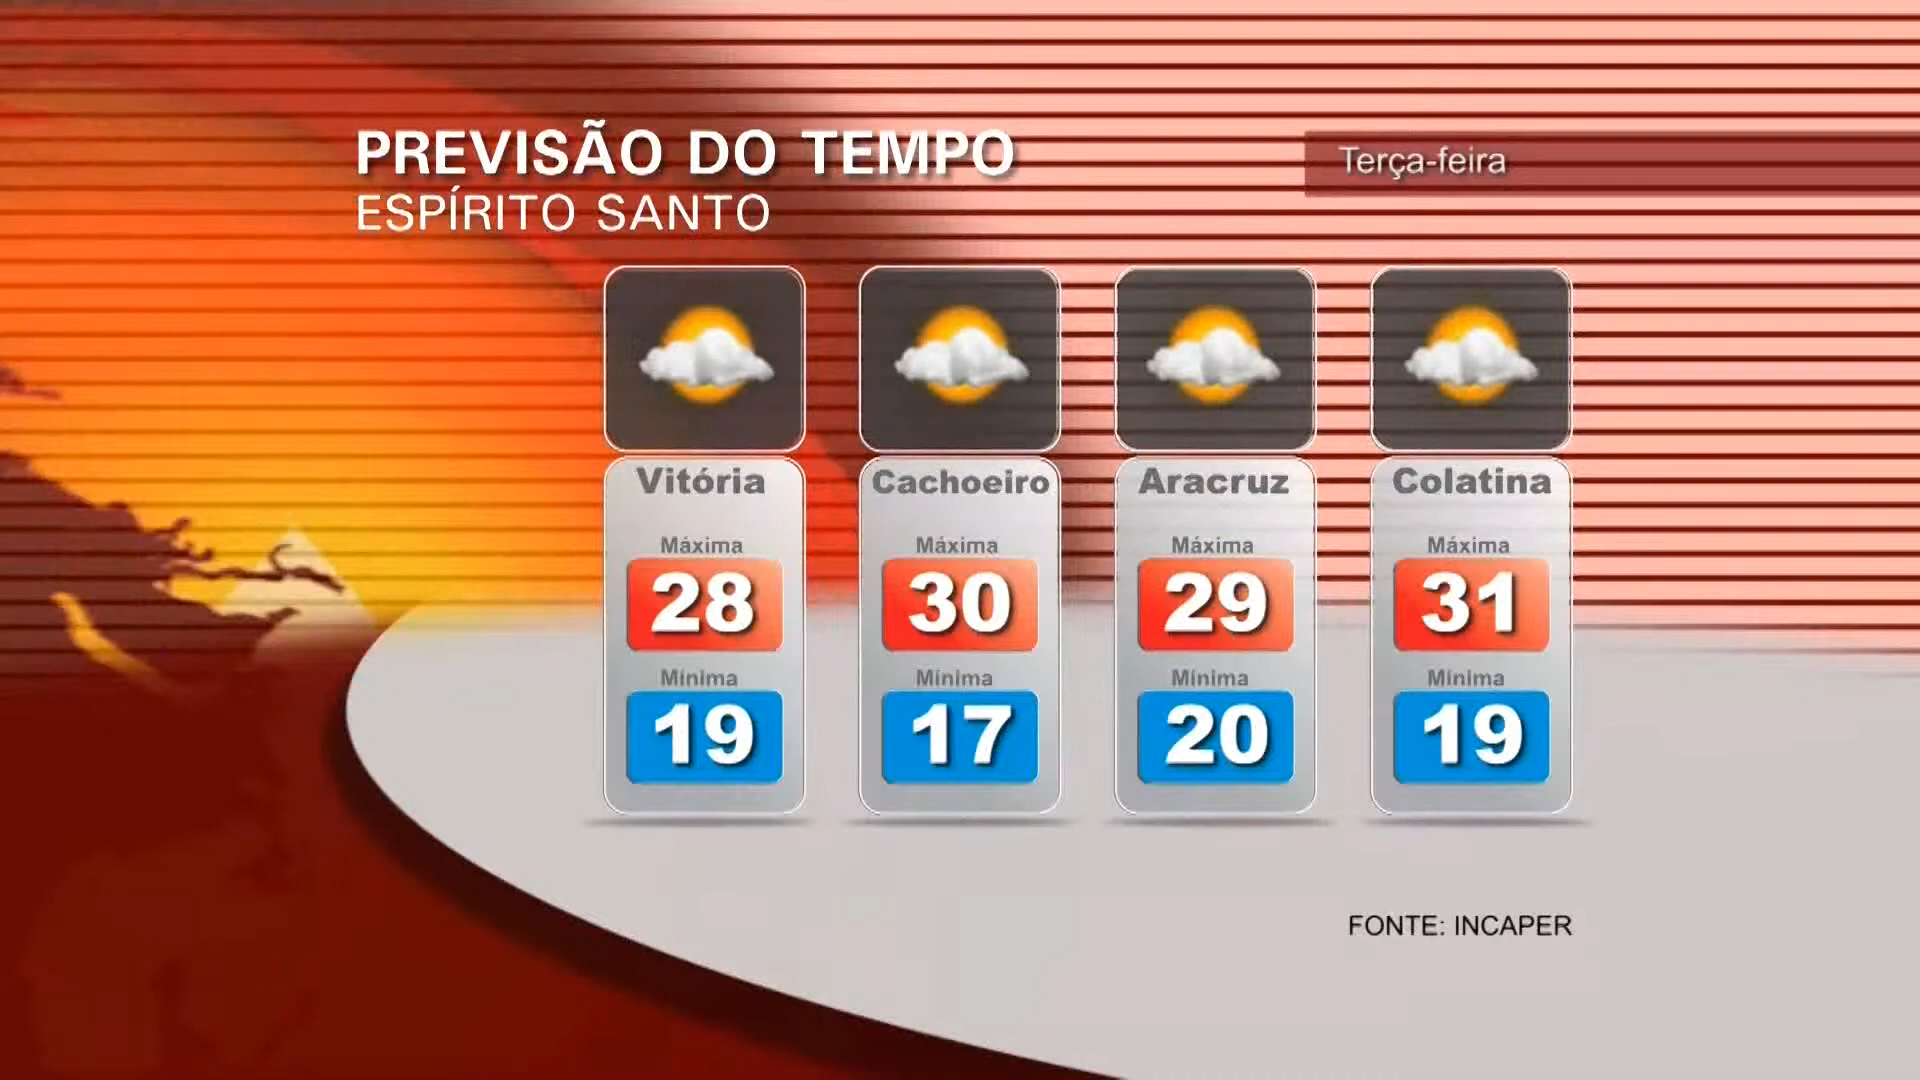 PREVISÃO DO TEMPO
ESPÍRITO SANTO
Terça-feira
Vitória
Máxima
28
Mínima
19
Cachoeiro
Máxima
30
Mínima
17
Aracruz
Máxima
29
Mínima
20
Colatina
Máxima
31
Mínima
19
FONTE: INCAPER